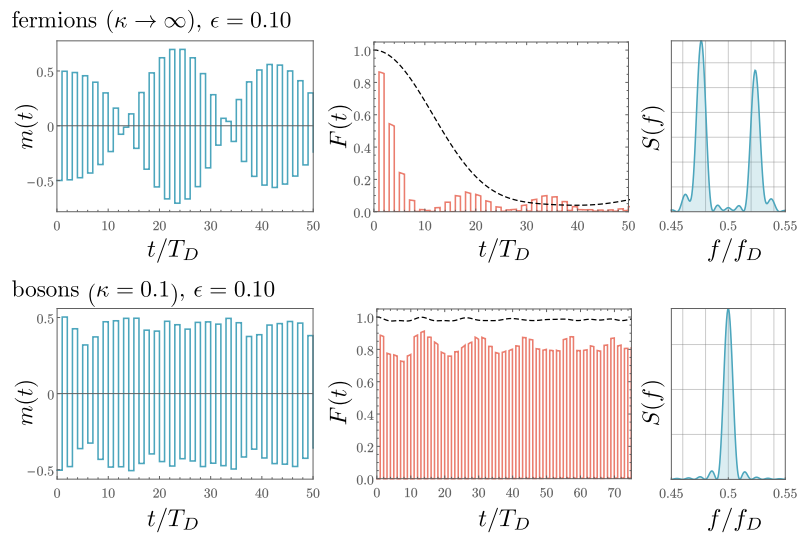 fermions (κ → ∞), ϵ = 0.10
m(t)
0.5
0
−0.5
0 10 20 30 40 50
t/T_D
F(t)
1.0
0.8
0.6
0.4
0.2
0.0
0 10 20 30 40 50
t/T_D
S(f)
0.45 0.5 0.55
f/f_D
bosons (κ = 0.1), ϵ = 0.10
m(t)
0.5
0
−0.5
0 10 20 30 40 50
t/T_D
F(t)
1.0
0.8
0.6
0.4
0.2
0.0
0 10 20 30 40 50 60 70
t/T_D
S(f)
0.45 0.5 0.55
f/f_D